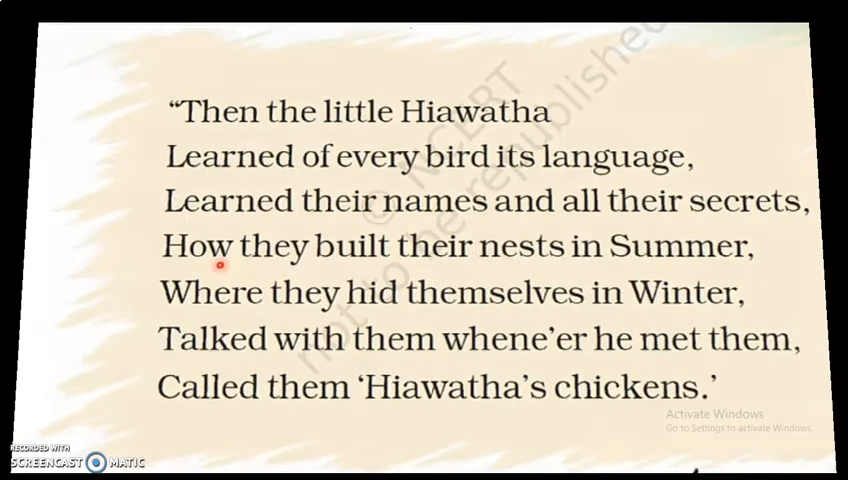 “Then the little Hiawatha
Learned of every bird its language,
Learned their names and all their secrets,
How they built their nests in Summer,
Where they hid themselves in Winter,
Talked with them whene’er he met them,
Called them ‘Hiawatha’s chickens.’
© NCERT
not to be republished
Activate Windows
Go to Settings to activate Windows.
RECORDED WITH
SCREENCAST MATIC